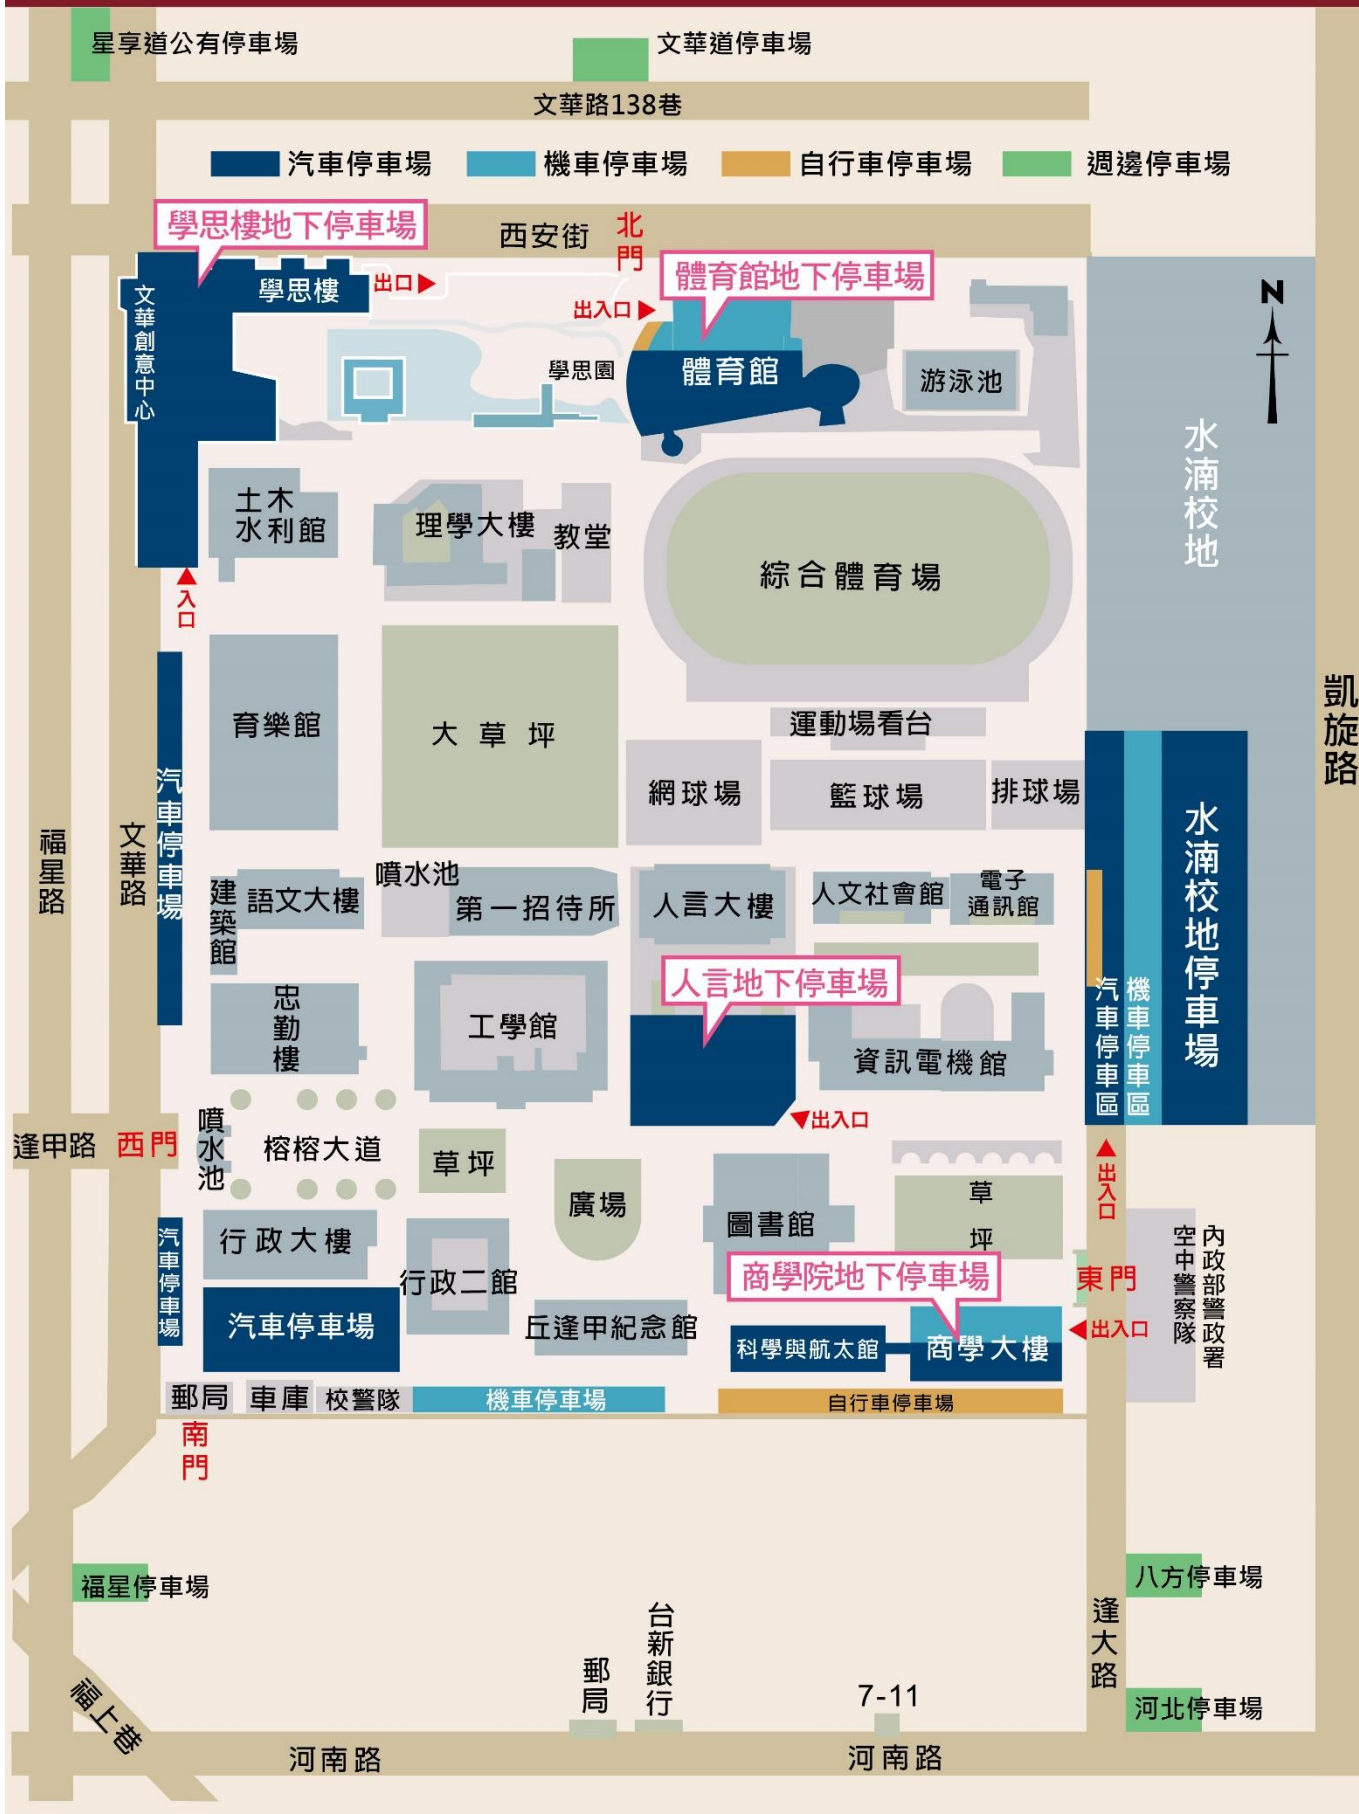 星享道公有停車場
文華道停車場
文華路138巷
汽車停車場
機車停車場
自行車停車場
週邊停車場
學思樓地下停車場
西安街
北門
體育館地下停車場
學思樓
出口
出入口
文華創意中心
學思園
體育館
游泳池
N
水湳校地
土木
水利館
理學大樓
教堂
綜合體育場
入口
凱旋路
育樂館
大草坪
運動場看台
網球場
籃球場
排球場
汽車停車場
福星路
文華路
水湳校地停車場
建築館
語文大樓
噴水池
第一招待所
人言大樓
人文社會館
電子
通訊館
人言地下停車場
忠勤樓
工學館
資訊電機館
汽車停車區
機車停車區
出入口
逢甲路
西門
噴水池
榕榕大道
草坪
廣場
圖書館
草坪
出入口
汽車停車場
行政大樓
行政二館
商學院地下停車場
東門
內政部警政署
空中警察隊
汽車停車場
丘逢甲紀念館
科學與航太館
商學大樓
出入口
郵局
車庫
校警隊
機車停車場
自行車停車場
南門
福星停車場
八方停車場
逢大路
台新銀行
郵局
7-11
河北停車場
福上巷
河南路
河南路